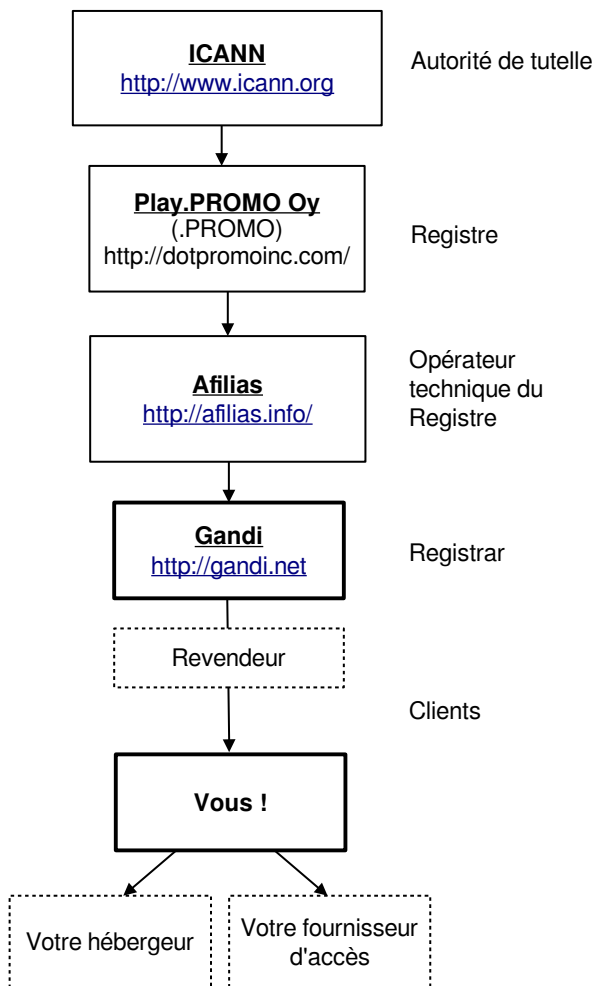 ICANN
http://www.icann.org
Autorité de tutelle
Play.PROMO Oy
(.PROMO)
http://dotpromoinc.com/
Registre
Afilias
http://afilias.info/
Opérateur
technique du
Registre
Gandi
http://gandi.net
Registrar
Revendeur
Clients
Vous !
Votre hébergeur
Votre fournisseur
d'accès